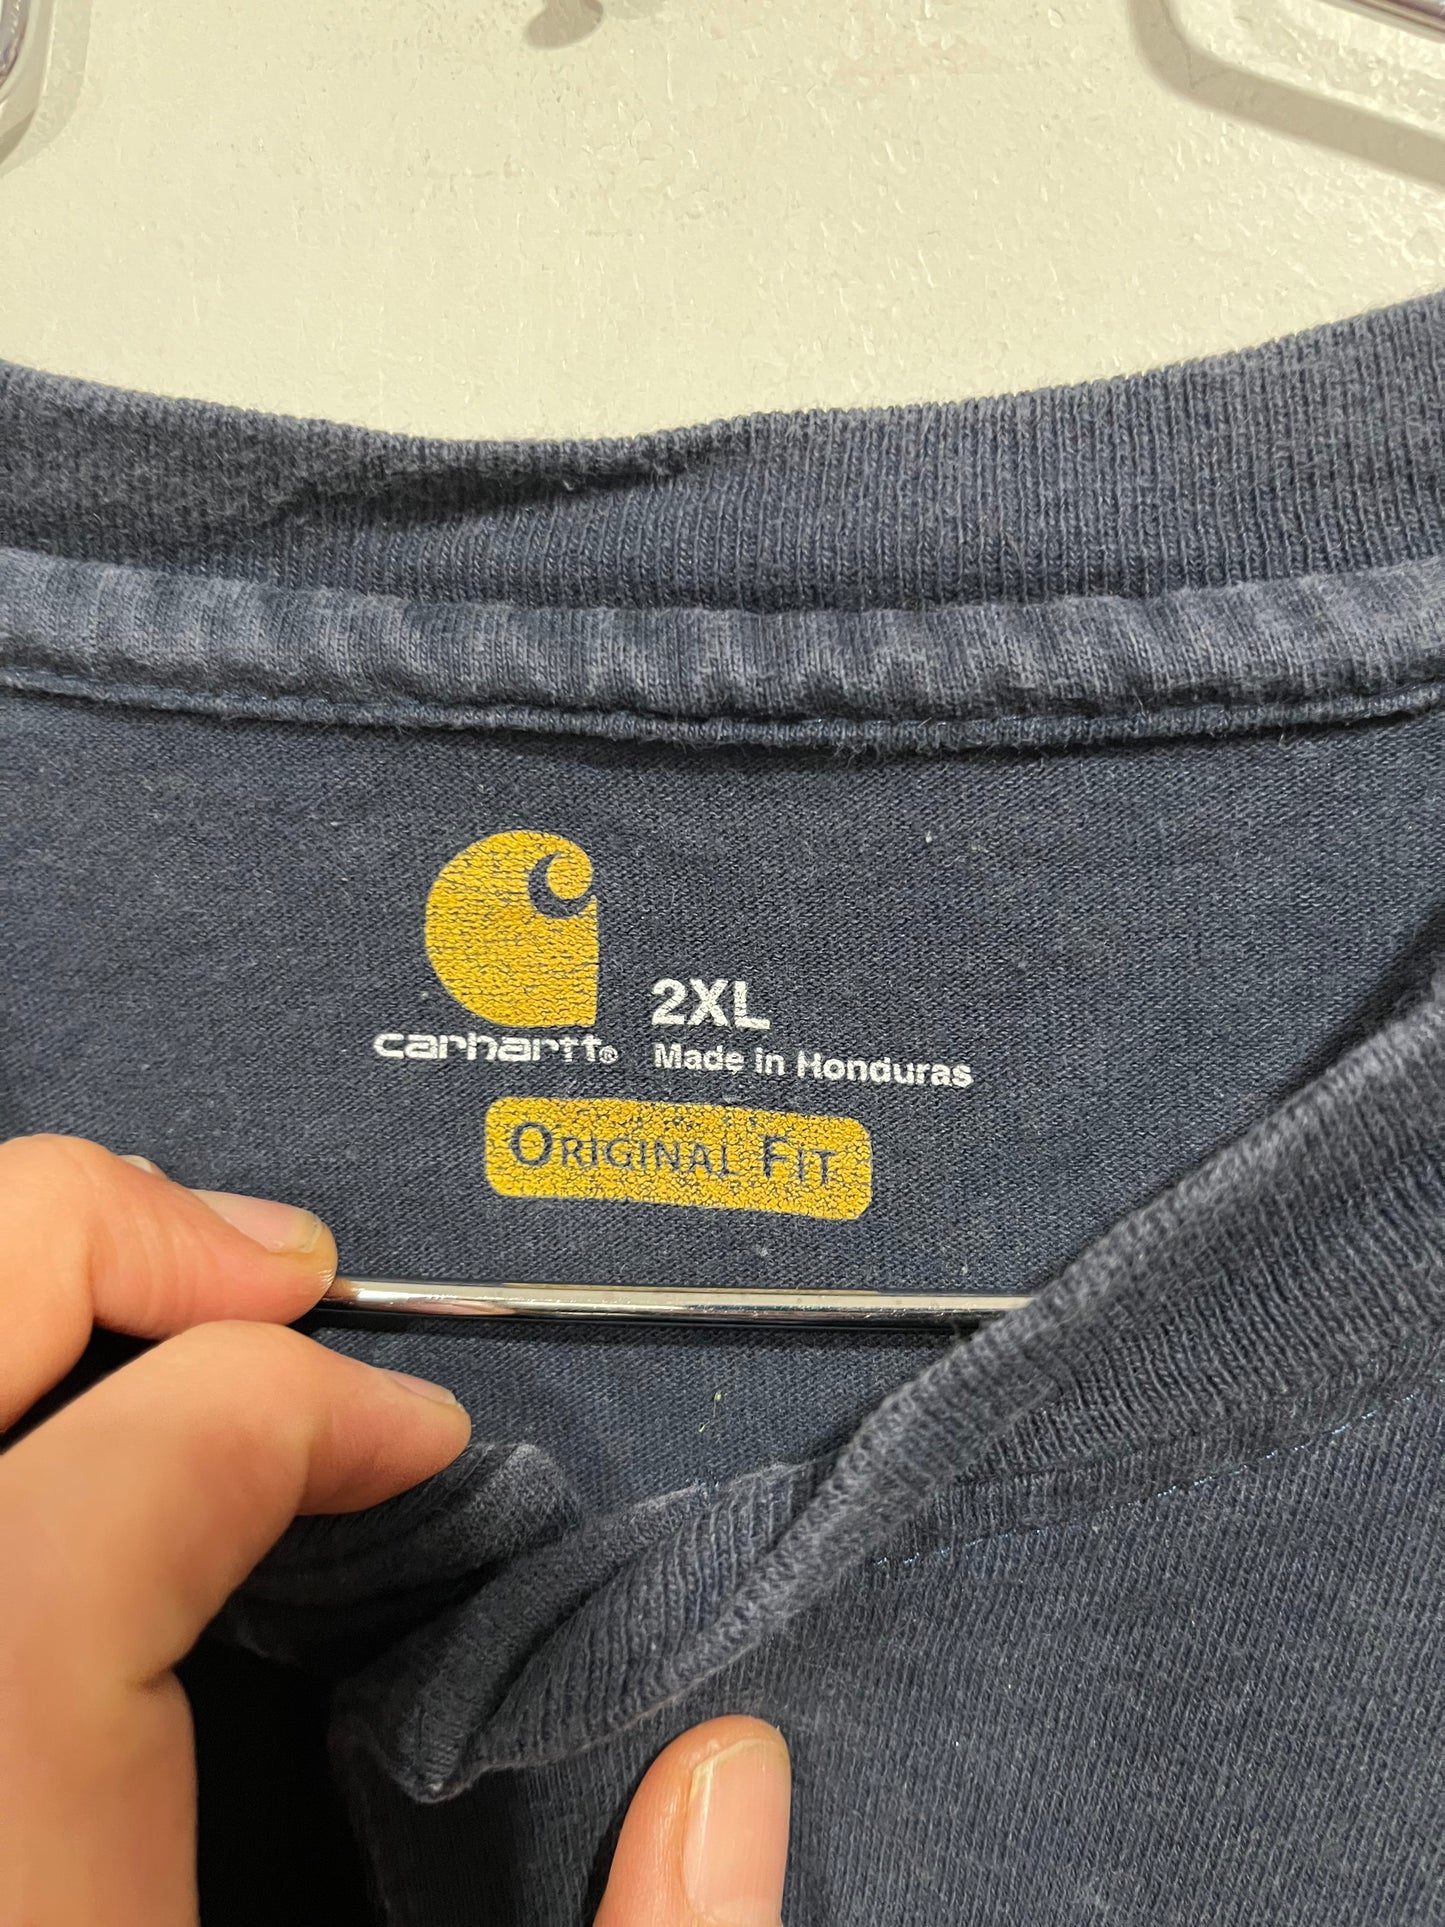 carhartt®
2XL
Made in Honduras
ORIGINAL FIT